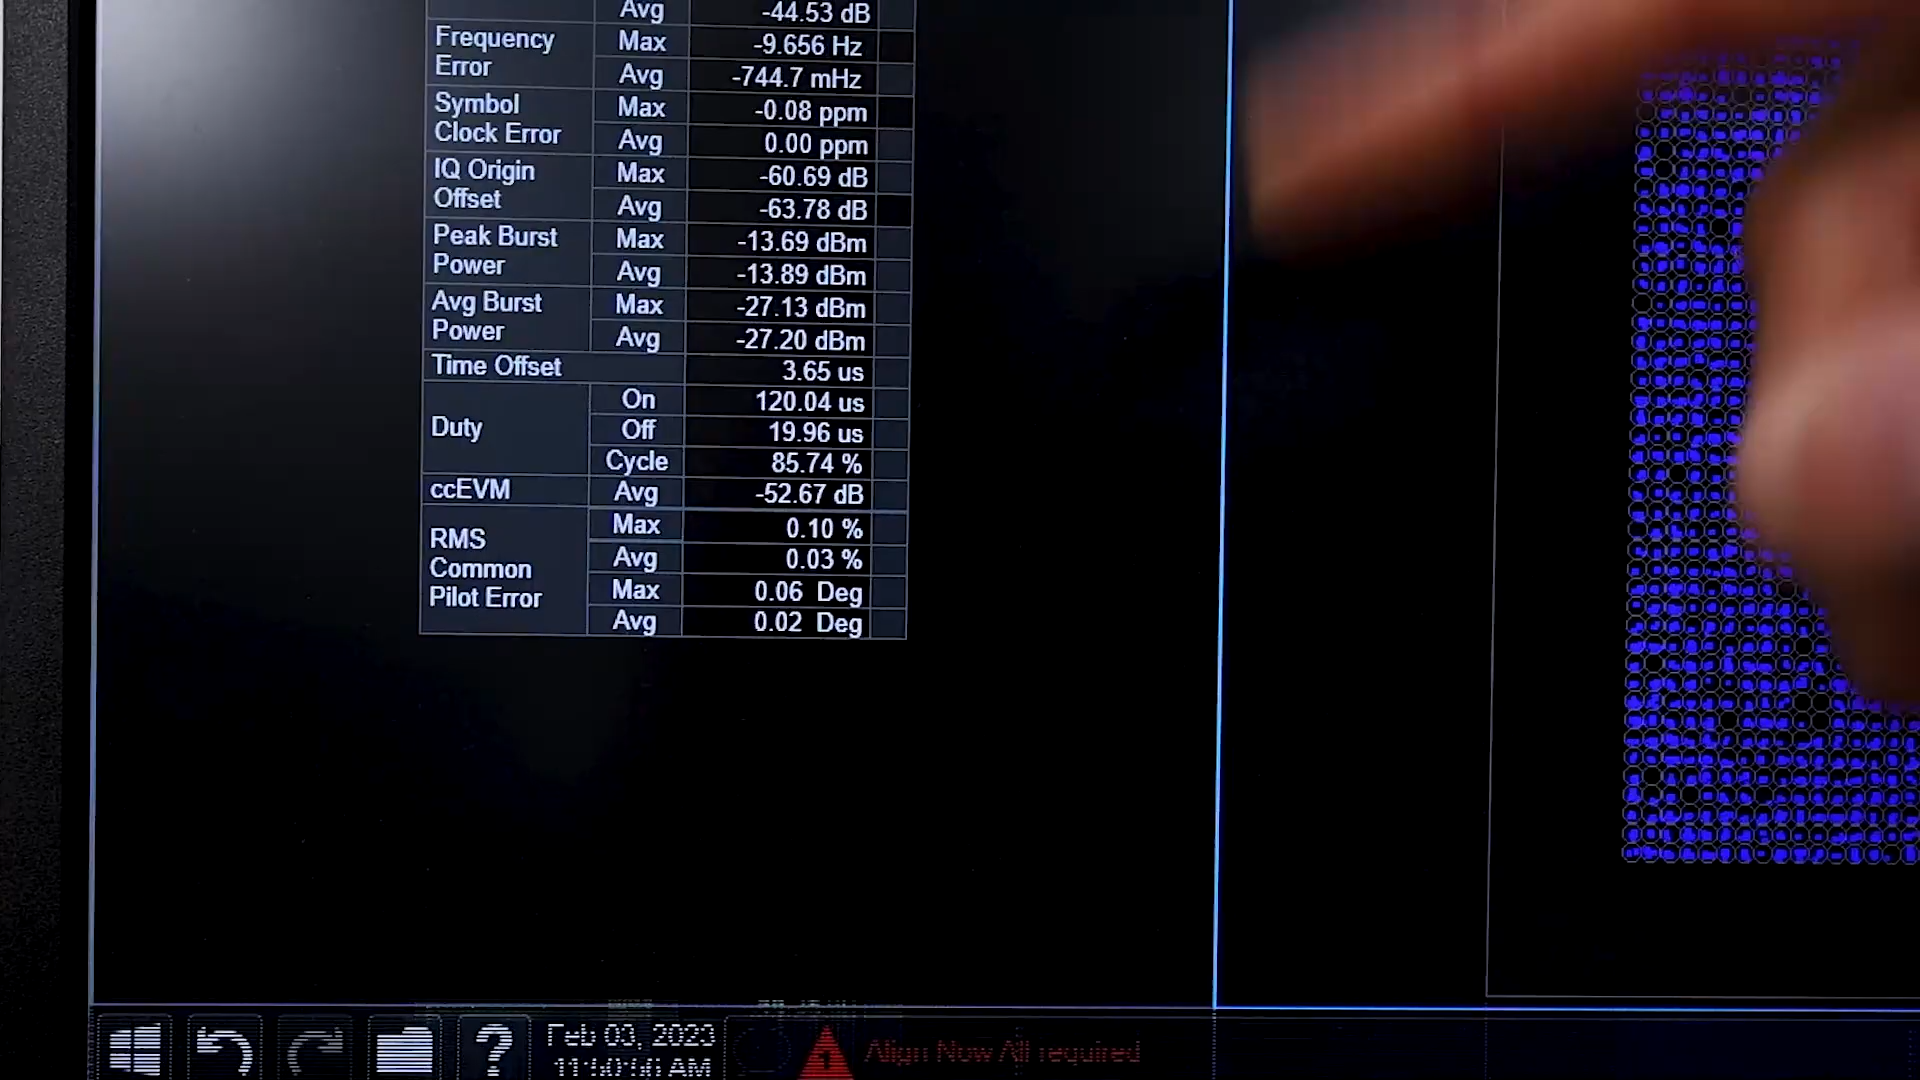 Avg -44.53 dB
Frequency Error Max -9.656 Hz
Avg -744.7 mHz
Symbol Clock Error Max -0.08 ppm
Avg 0.00 ppm
IQ Origin Offset Max -60.69 dB
Avg -63.78 dB
Peak Burst Power Max -13.69 dBm
Avg -13.89 dBm
Avg Burst Power Max -27.13 dBm
Avg -27.20 dBm
Time Offset 3.65 us
Duty On 120.04 us
Off 19.96 us
Cycle 85.74 %
ccEVM Avg -52.67 dB
RMS Common Pilot Error Max 0.10 %
Avg 0.03 %
Max 0.06 Deg
Avg 0.02 Deg
? Feb 03, 2023
AM
Align Now All required